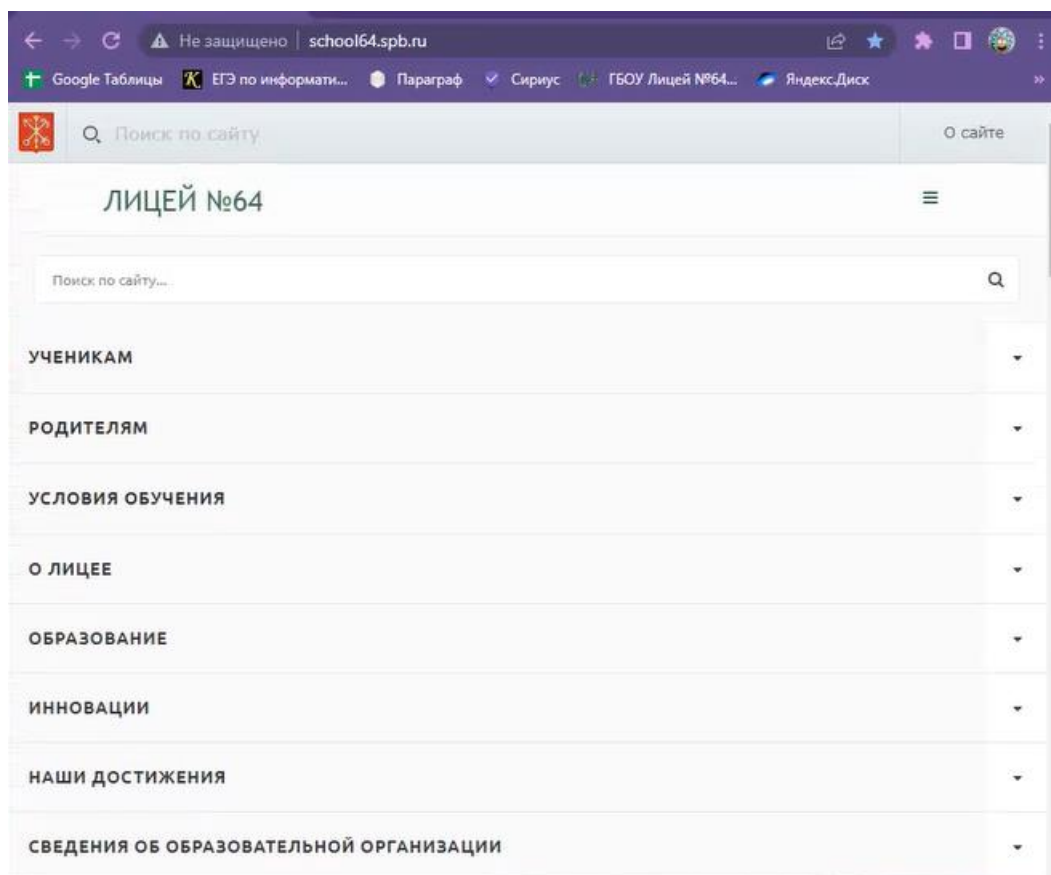 Не защищено | school64.spb.ru
Google Таблицы ЕГЭ по информати... Параграф Сириус ГБОУ Лицей №64... Яндекс.Диск »
Поиск по сайту О сайте
ЛИЦЕЙ №64
Поиск по сайту...
УЧЕНИКАМ
РОДИТЕЛЯМ
УСЛОВИЯ ОБУЧЕНИЯ
О ЛИЦЕЕ
ОБРАЗОВАНИЕ
ИННОВАЦИИ
НАШИ ДОСТИЖЕНИЯ
СВЕДЕНИЯ ОБ ОБРАЗОВАТЕЛЬНОЙ ОРГАНИЗАЦИИ